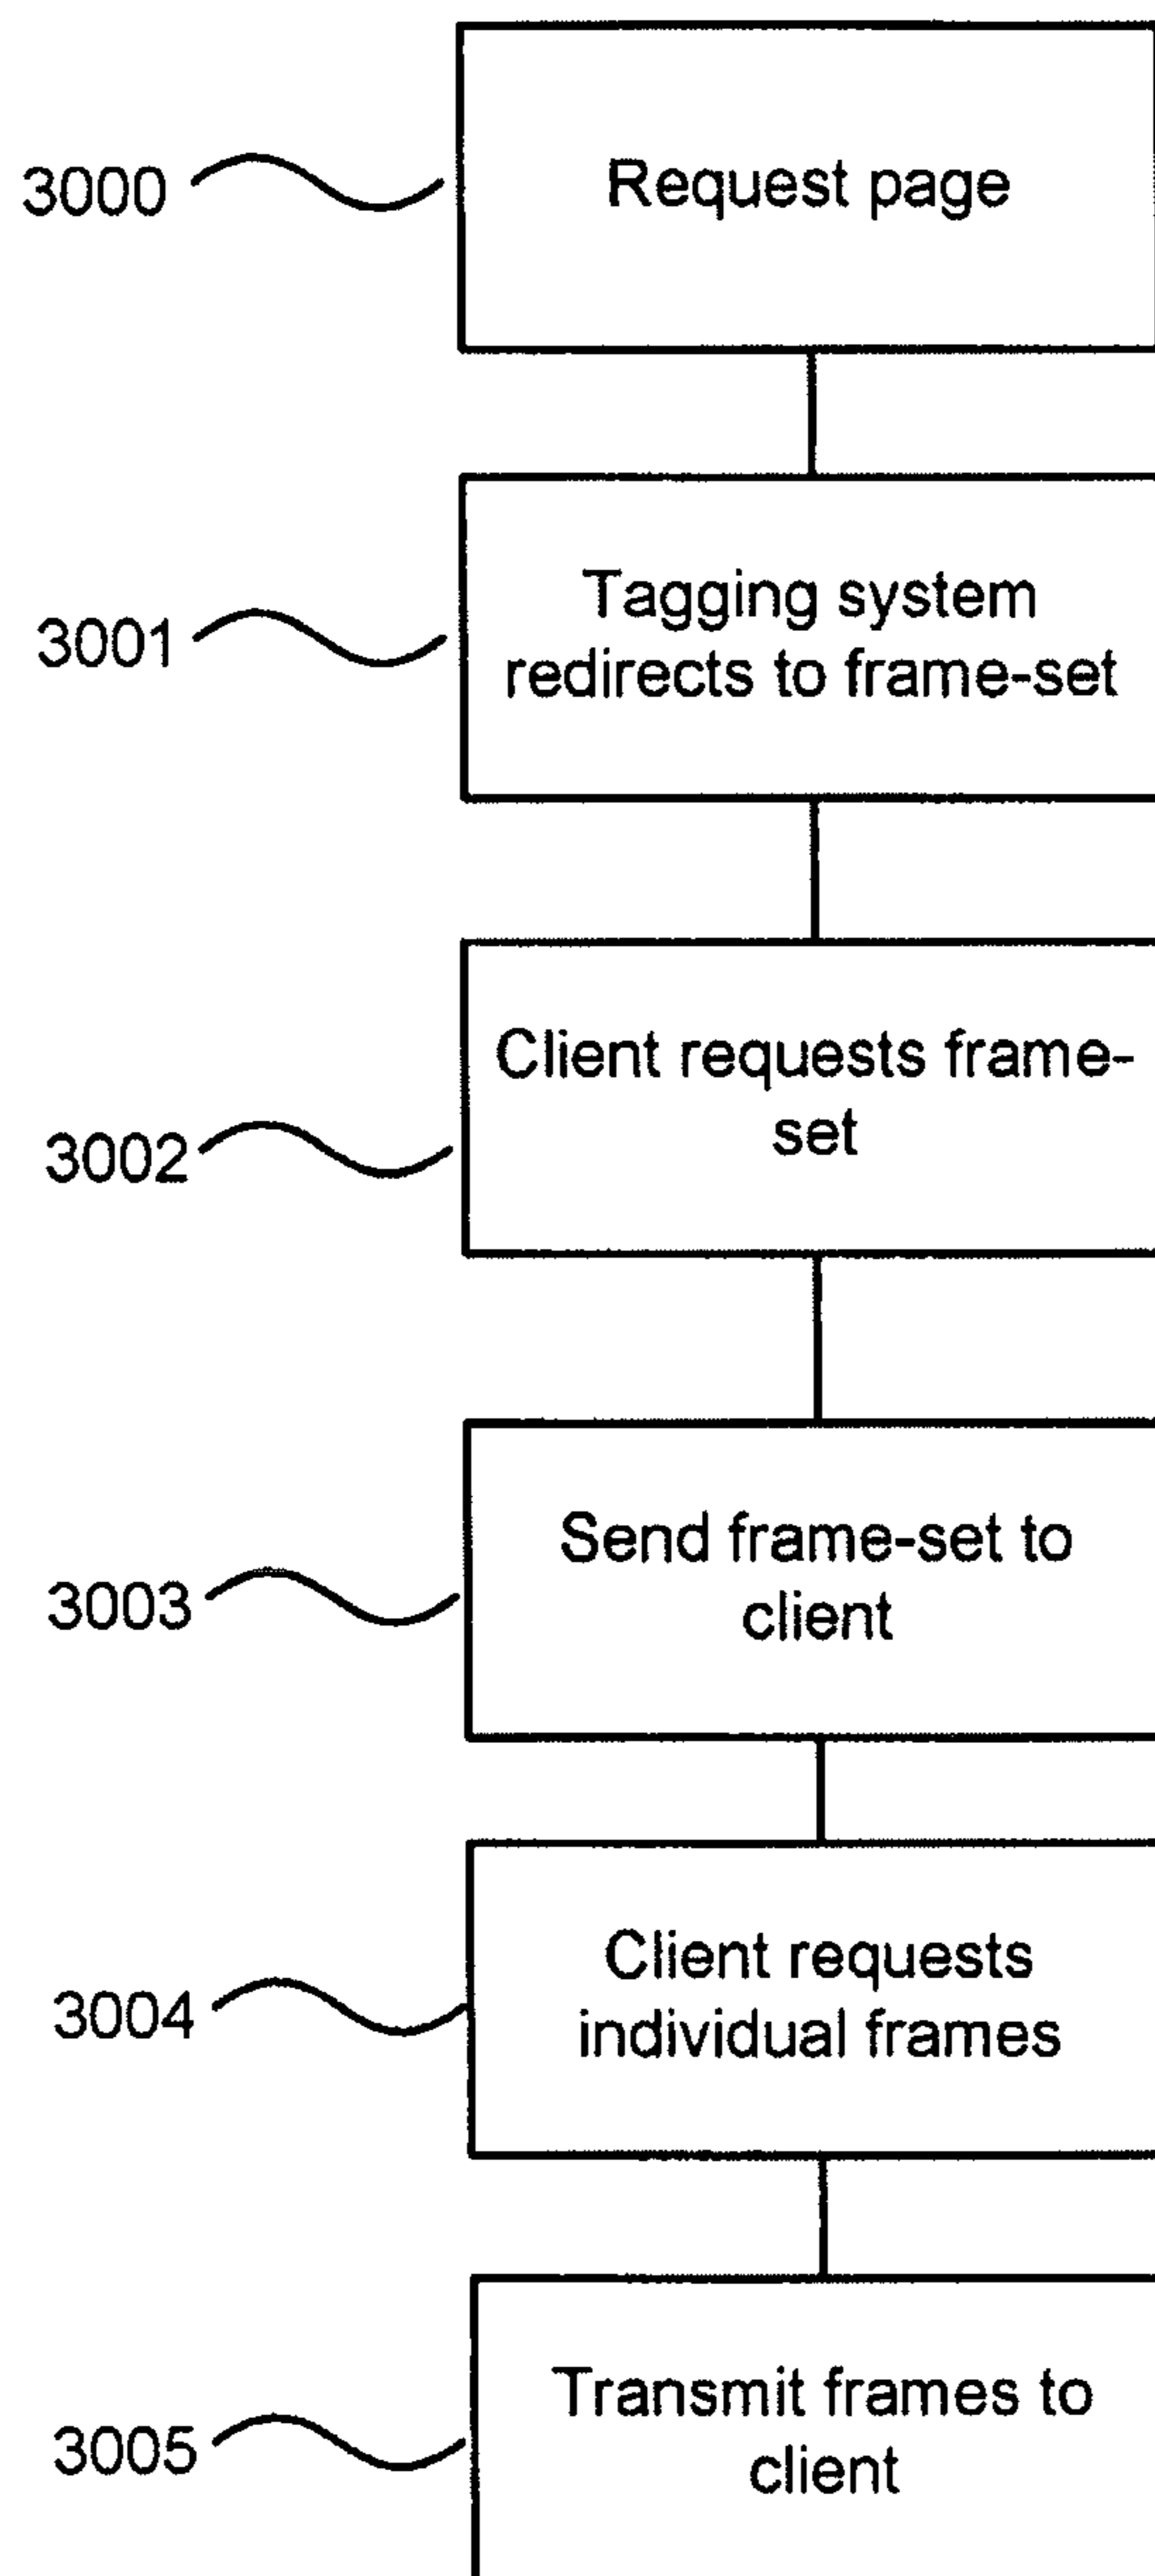 3000
Request page
3001
Tagging system
redirects to frame-set
3002
Client requests frame-
set
3003
Send frame-set to
client
3004
Client requests
individual frames
3005
Transmit frames to
client